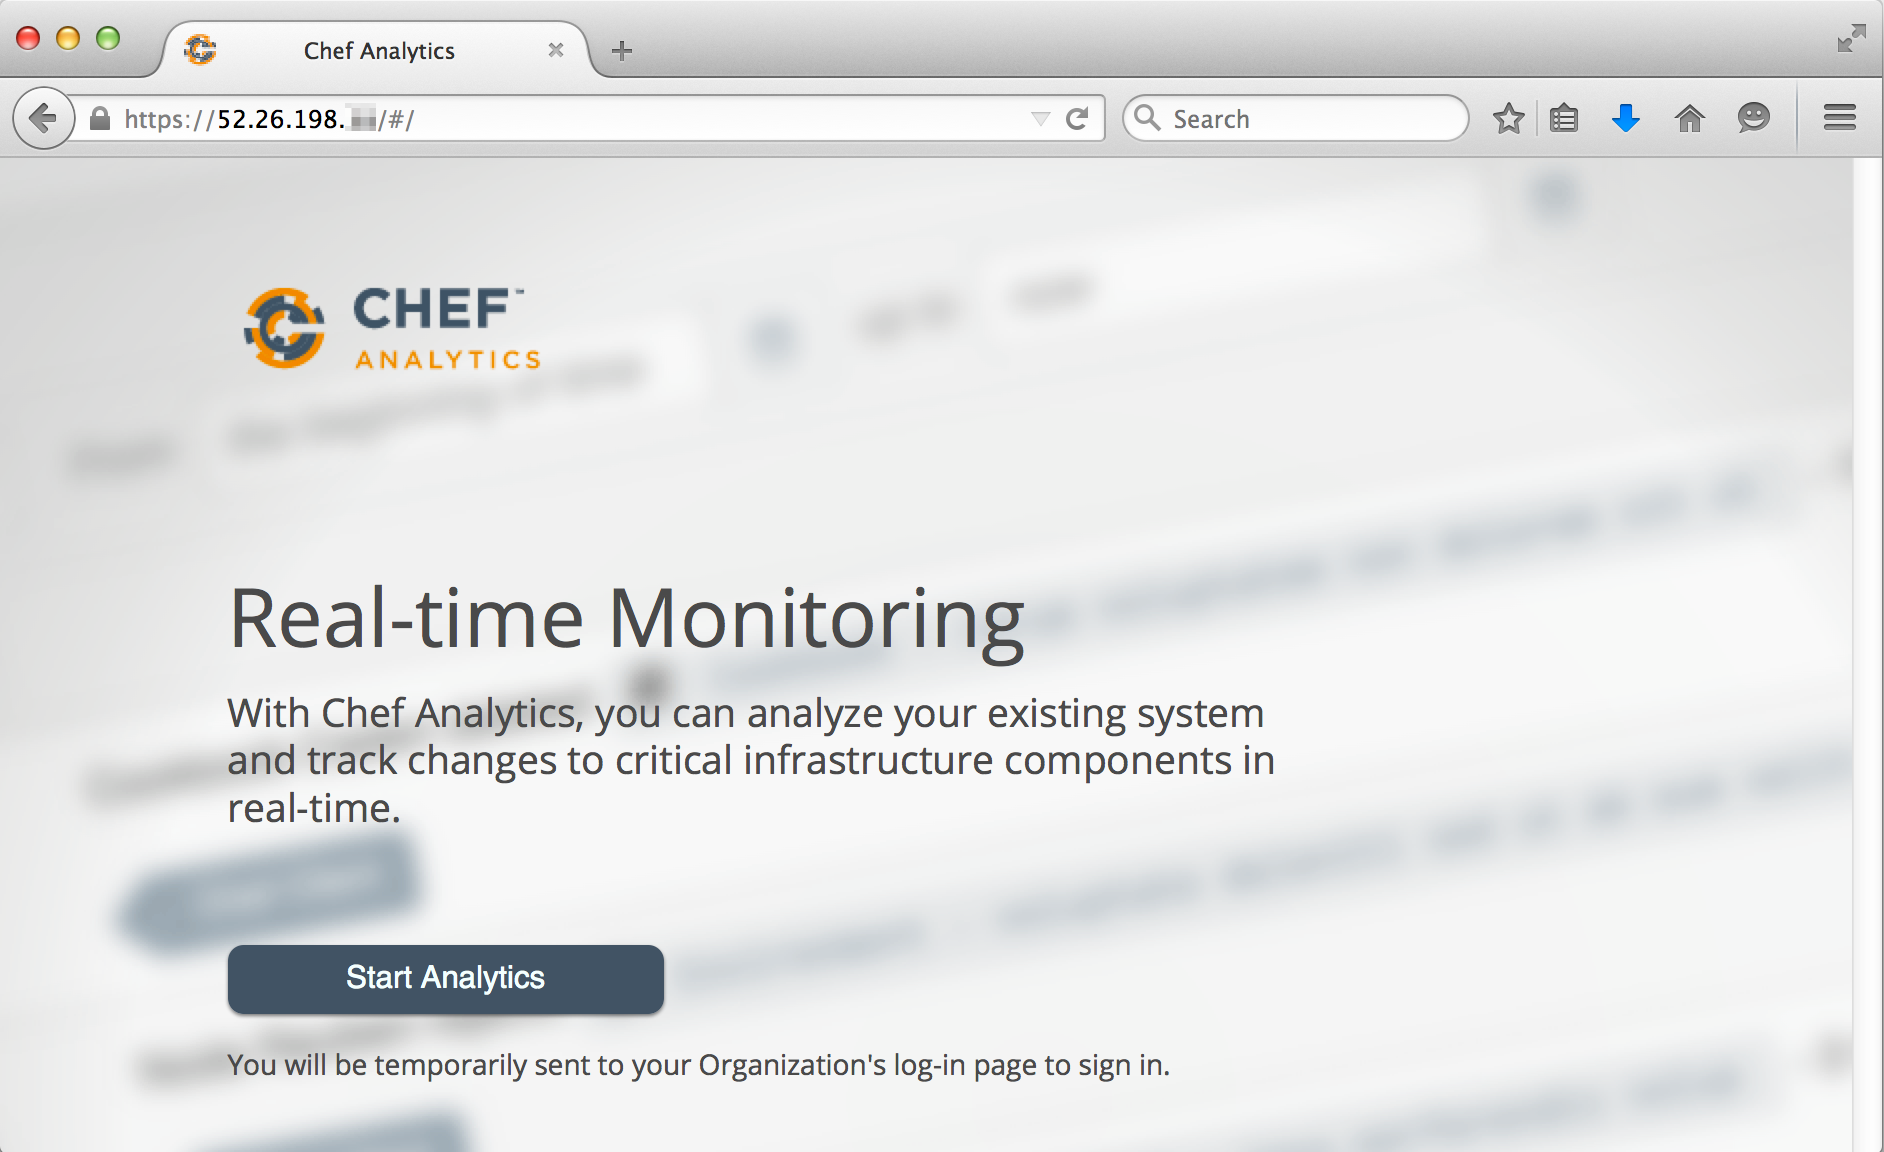 Chef Analytics
https://52.26.198. /#/
Search
CHEF™
ANALYTICS
Real-time Monitoring
With Chef Analytics, you can analyze your existing system
and track changes to critical infrastructure components in
real-time.
Start Analytics
You will be temporarily sent to your Organization's log-in page to sign in.